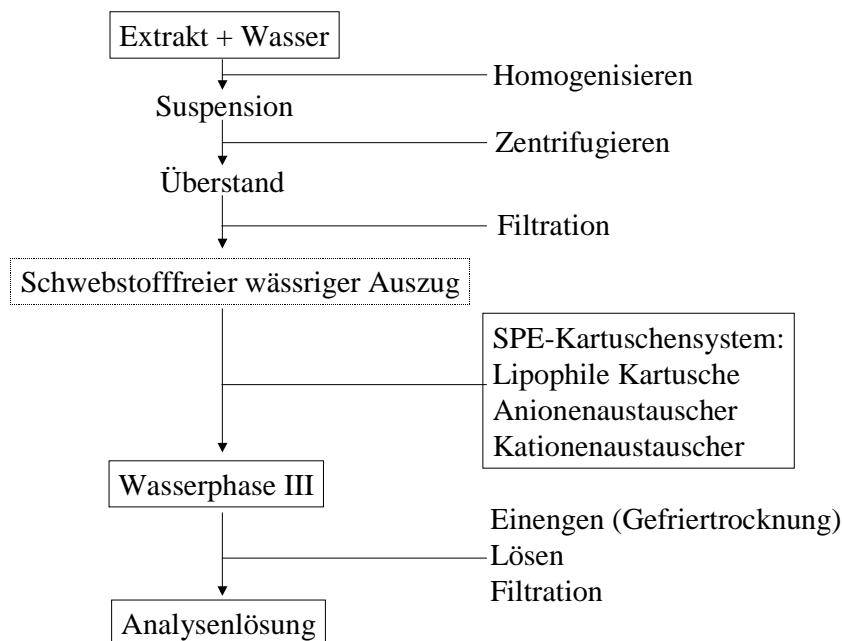 Extrakt + Wasser
Homogenisieren
Suspension
Zentrifugieren
Überstand
Filtration
Schwebstofffreier wässriger Auszug
SPE-Kartuschensystem:
Lipophile Kartusche
Anionenaustauscher
Kationenaustauscher
Wasserphase III
Einengen (Gefriertrocknung)
Lösen
Filtration
Analysenlösung